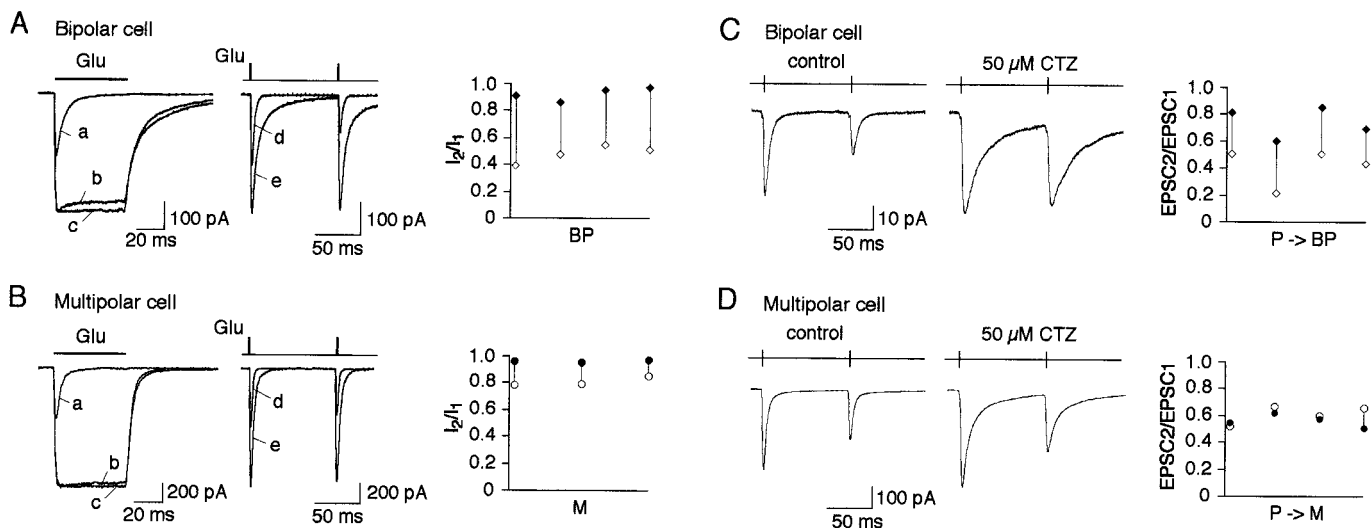 A Bipolar cell
Glu
a
b
c
100 pA
20 ms
Glu
d
e
100 pA
50 ms
I2/I1
1.0
0.8
0.6
0.4
0.2
0
BP
B Multipolar cell
Glu
a
b
c
200 pA
20 ms
Glu
d
e
200 pA
50 ms
I2/I1
1.0
0.8
0.6
0.4
0.2
0
M
C Bipolar cell
control
50 µM CTZ
10 pA
50 ms
EPSC2/EPSC1
1.0
0.8
0.6
0.4
0.2
0
P -> BP
D Multipolar cell
control
50 µM CTZ
100 pA
50 ms
EPSC2/EPSC1
1.0
0.8
0.6
0.4
0.2
0
P -> M